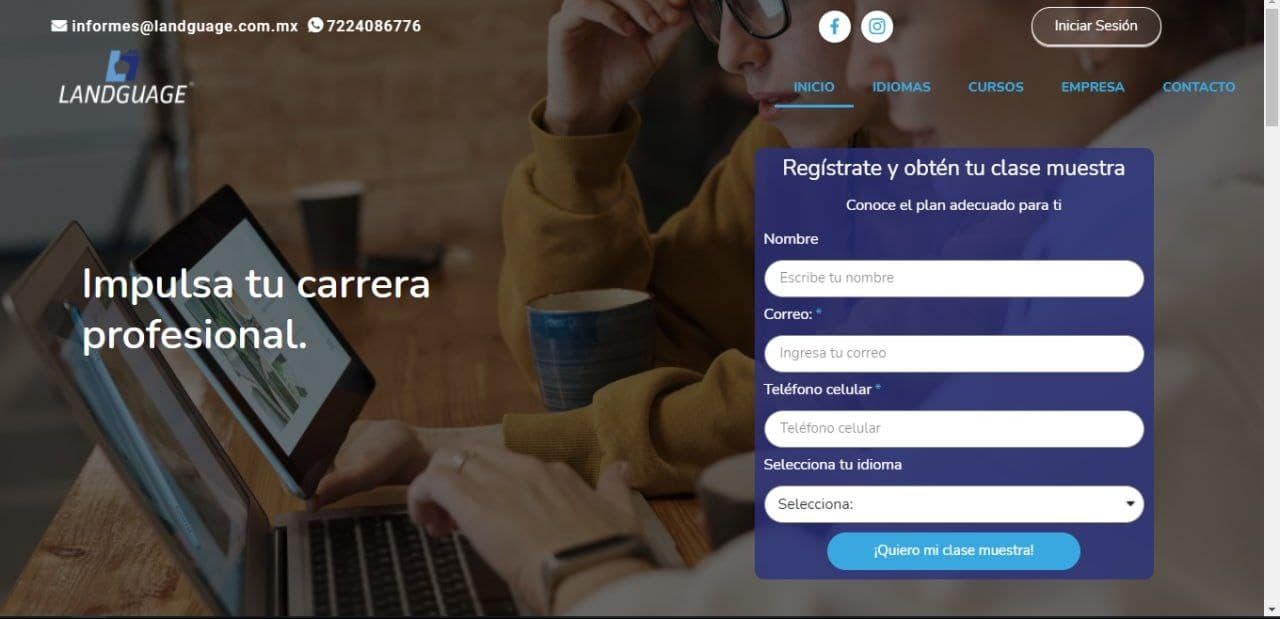 informes@landguage.com.mx 7224086776
Iniciar Sesión
LANDGUAGE
INICIO IDIOMAS CURSOS EMPRESA CONTACTO
Regístrate y obtén tu clase muestra
Conoce el plan adecuado para ti
Nombre
Escribe tu nombre
Correo: *
Ingresa tu correo
Teléfono celular *
Teléfono celular
Selecciona tu idioma
Selecciona:
¡Quiero mi clase muestra!
Impulsa tu carrera
profesional.